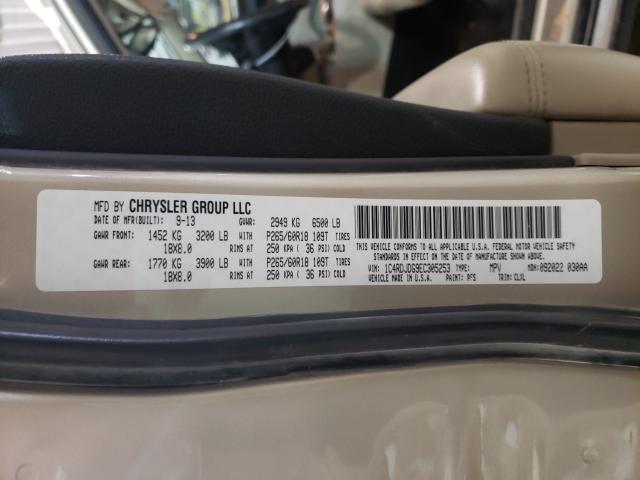 MFD BY CHRYSLER GROUP LLC
DATE OF MFR(BUILT): 9-13 GVWR: 2949 KG 6500 LB
GAWR FRONT: 1452 KG 3200 LB WITH P265/60R18 109T TIRES
18X8.0 RIMS AT 250 KPA ( 36 PSI) COLD
GAWR REAR: 1770 KG 3900 LB WITH P265/60R18 109T TIRES
18X8.0 RIMS AT 250 KPA ( 36 PSI) COLD
THIS VEHICLE CONFORMS TO ALL APPLICABLE U.S.A. FEDERAL MOTOR VEHICLE SAFETY
STANDARDS IN EFFECT ON THE DATE OF MANUFACTURE SHOWN ABOVE.
VIN: 1C4RDJDG9EC305253 TYPE: MPV MDH: 092022 030AA
VEHICLE MADE IN U.S.A. PAINT: PFS TRIM: CLXL